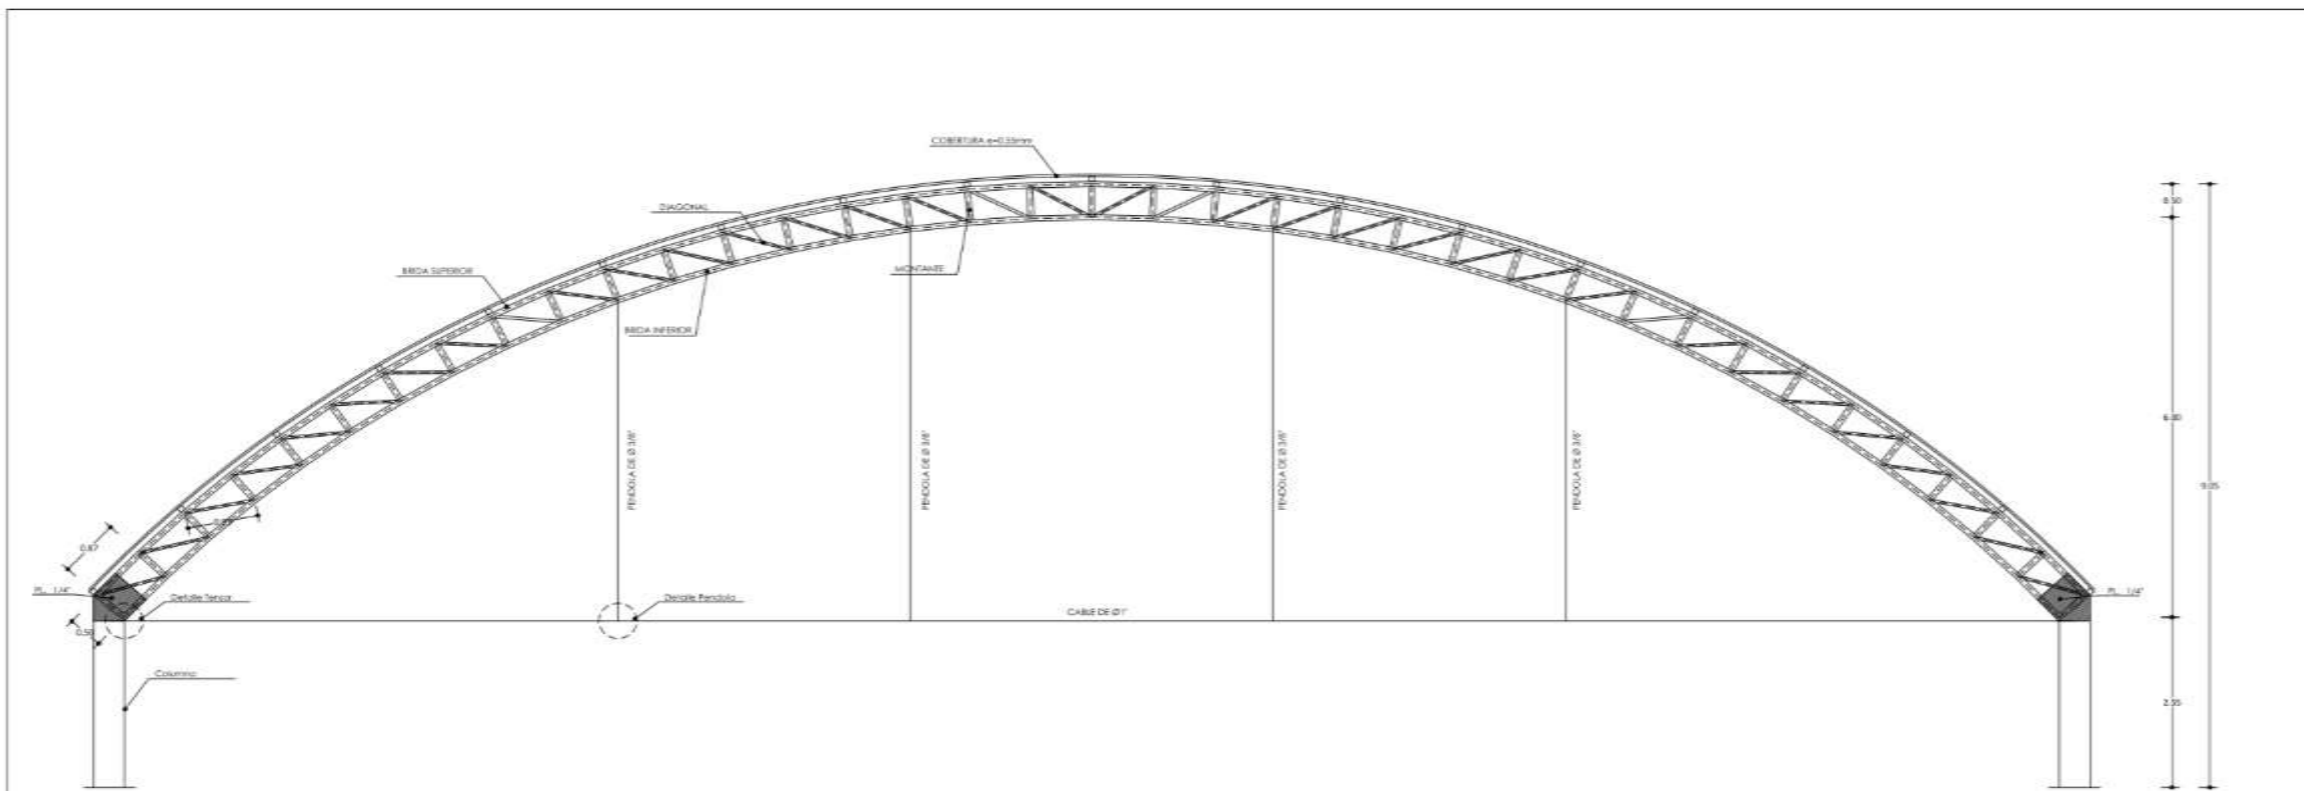 COBERTURA e=0.55mm
DIAGONAL
BRIDA SUPERIOR
MONTANTE
BRIDA INFERIOR
0.50
6.00
9.05
2.55
PENDOLA DE Ø 3/8"
PENDOLA DE Ø 3/8"
PENDOLA DE Ø 3/8"
PENDOLA DE Ø 3/8"
0.87
PL. 1/4"
Detalle Tensor
Detalle Pendola
CABLE DE Ø1"
PL. 1/4"
0.50
Columna